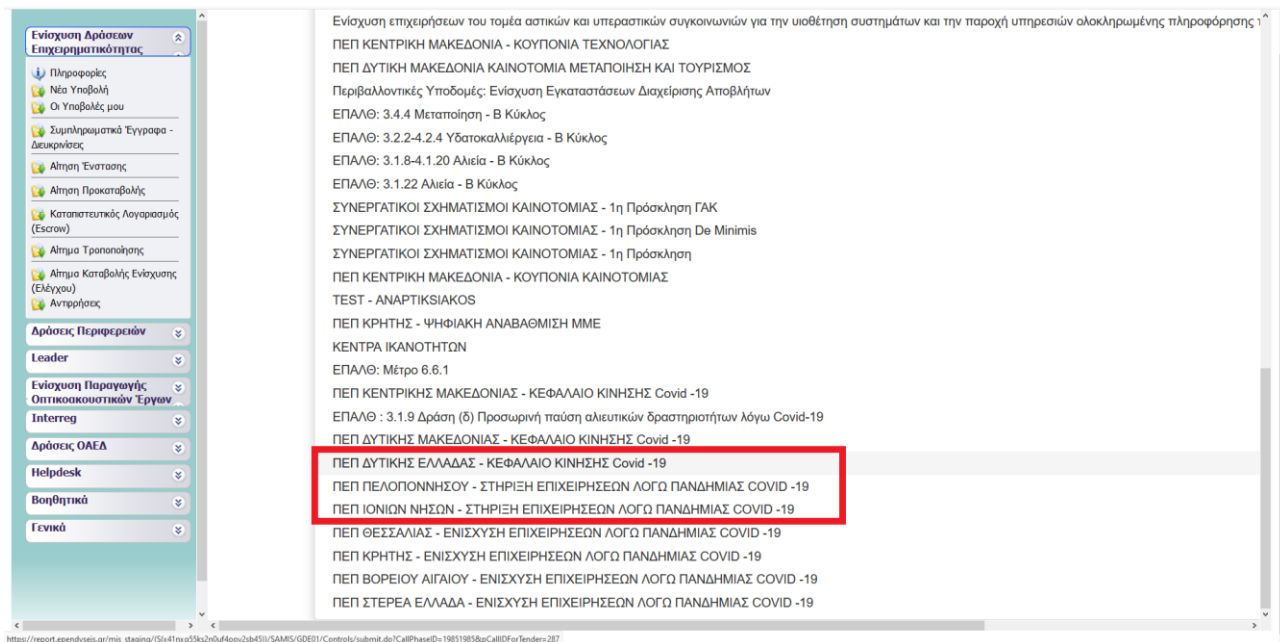 Ενίσχυση Δράσεων
Επιχειρηματικότητας
Πληροφορίες
Νέα Υποβολή
Οι Υποβολές μου
Συμπληρωματικά Έγγραφα -
Διευκρινίσεις
Αίτηση Ένστασης
Αίτηση Προκαταβολής
Καταπιστευτικός Λογαριασμός
(Escrow)
Αίτημα Τροποποίησης
Αίτημα Καταβολής Ενίσχυσης
(Ελέγχου)
Αντιρρήσεις
Δράσεις Περιφερειών
Leader
Ενίσχυση Παραγωγής
Οπτικοακουστικών Έργων
Interreg
Δράσεις ΟΑΕΔ
Helpdesk
Βοηθητικά
Γενικά
Ενίσχυση επιχειρήσεων του τομέα αστικών και υπεραστικών συγκοινωνιών για την υιοθέτηση συστημάτων και την παροχή υπηρεσιών ολοκληρωμένης πληροφόρησης
ΠΕΠ ΚΕΝΤΡΙΚΗ ΜΑΚΕΔΟΝΙΑ - ΚΟΥΠΟΝΙΑ ΤΕΧΝΟΛΟΓΙΑΣ
ΠΕΠ ΔΥΤΙΚΗ ΜΑΚΕΔΟΝΙΑ ΚΑΙΝΟΤΟΜΙΑ ΜΕΤΑΠΟΙΗΣΗ ΚΑΙ ΤΟΥΡΙΣΜΟΣ
Περιβαλλοντικές Υποδομές: Ενίσχυση Εγκαταστάσεων Διαχείρισης Αποβλήτων
ΕΠΑΛΘ: 3.4.4 Μεταποίηση - Β Κύκλος
ΕΠΑΛΘ: 3.2.2-4.2.4 Υδατοκαλλιέργεια - Β Κύκλος
ΕΠΑΛΘ: 3.1.8-4.1.20 Αλιεία - Β Κύκλος
ΕΠΑΛΘ: 3.1.22 Αλιεία - Β Κύκλος
ΣΥΝΕΡΓΑΤΙΚΟΙ ΣΧΗΜΑΤΙΣΜΟΙ ΚΑΙΝΟΤΟΜΙΑΣ - 1η Πρόσκληση ΓΑΚ
ΣΥΝΕΡΓΑΤΙΚΟΙ ΣΧΗΜΑΤΙΣΜΟΙ ΚΑΙΝΟΤΟΜΙΑΣ - 1η Πρόσκληση De Minimis
ΣΥΝΕΡΓΑΤΙΚΟΙ ΣΧΗΜΑΤΙΣΜΟΙ ΚΑΙΝΟΤΟΜΙΑΣ - 1η Πρόσκληση
ΠΕΠ ΚΕΝΤΡΙΚΗ ΜΑΚΕΔΟΝΙΑ - ΚΟΥΠΟΝΙΑ ΚΑΙΝΟΤΟΜΙΑΣ
TEST - ANAPTIKSIAKOS
ΠΕΠ ΚΡΗΤΗΣ - ΨΗΦΙΑΚΗ ΑΝΑΒΑΘΜΙΣΗ ΜΜΕ
ΚΕΝΤΡΑ ΙΚΑΝΟΤΗΤΩΝ
ΕΠΑΛΘ: Μέτρο 6.6.1
ΠΕΠ ΚΕΝΤΡΙΚΗΣ ΜΑΚΕΔΟΝΙΑΣ - ΚΕΦΑΛΑΙΟ ΚΙΝΗΣΗΣ Covid -19
ΕΠΑΛΘ : 3.1.9 Δράση (δ) Προσωρινή παύση αλιευτικών δραστηριοτήτων λόγω Covid-19
ΠΕΠ ΔΥΤΙΚΗΣ ΜΑΚΕΔΟΝΙΑΣ - ΚΕΦΑΛΑΙΟ ΚΙΝΗΣΗΣ Covid -19
ΠΕΠ ΔΥΤΙΚΗΣ ΕΛΛΑΔΑΣ - ΚΕΦΑΛΑΙΟ ΚΙΝΗΣΗΣ Covid -19
ΠΕΠ ΠΕΛΟΠΟΝΝΗΣΟΥ - ΣΤΗΡΙΞΗ ΕΠΙΧΕΙΡΗΣΕΩΝ ΛΟΓΩ ΠΑΝΔΗΜΙΑΣ COVID -19
ΠΕΠ ΙΟΝΙΩΝ ΝΗΣΩΝ - ΣΤΗΡΙΞΗ ΕΠΙΧΕΙΡΗΣΕΩΝ ΛΟΓΩ ΠΑΝΔΗΜΙΑΣ COVID -19
ΠΕΠ ΘΕΣΣΑΛΙΑΣ - ΕΝΙΣΧΥΣΗ ΕΠΙΧΕΙΡΗΣΕΩΝ ΛΟΓΩ ΠΑΝΔΗΜΙΑΣ COVID -19
ΠΕΠ ΚΡΗΤΗΣ - ΕΝΙΣΧΥΣΗ ΕΠΙΧΕΙΡΗΣΕΩΝ ΛΟΓΩ ΠΑΝΔΗΜΙΑΣ COVID -19
ΠΕΠ ΒΟΡΕΙΟΥ ΑΙΓΑΙΟΥ - ΕΝΙΣΧΥΣΗ ΕΠΙΧΕΙΡΗΣΕΩΝ ΛΟΓΩ ΠΑΝΔΗΜΙΑΣ COVID -19
ΠΕΠ ΣΤΕΡΕΑ ΕΛΛΑΔΑ - ΕΝΙΣΧΥΣΗ ΕΠΙΧΕΙΡΗΣΕΩΝ ΛΟΓΩ ΠΑΝΔΗΜΙΑΣ COVID -19